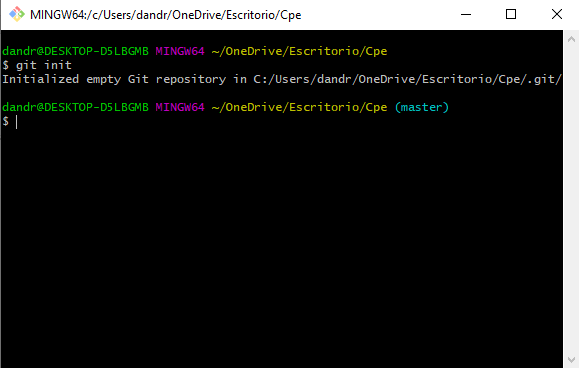 MINGW64:/c/Users/dandr/OneDrive/Escritorio/Cpe
dandr@DESKTOP-D5LBGMB MINGW64 ~/OneDrive/Escritorio/Cpe
$ git init
Initialized empty Git repository in C:/Users/dandr/OneDrive/Escritorio/Cpe/.git/
dandr@DESKTOP-D5LBGMB MINGW64 ~/OneDrive/Escritorio/Cpe (master)
$